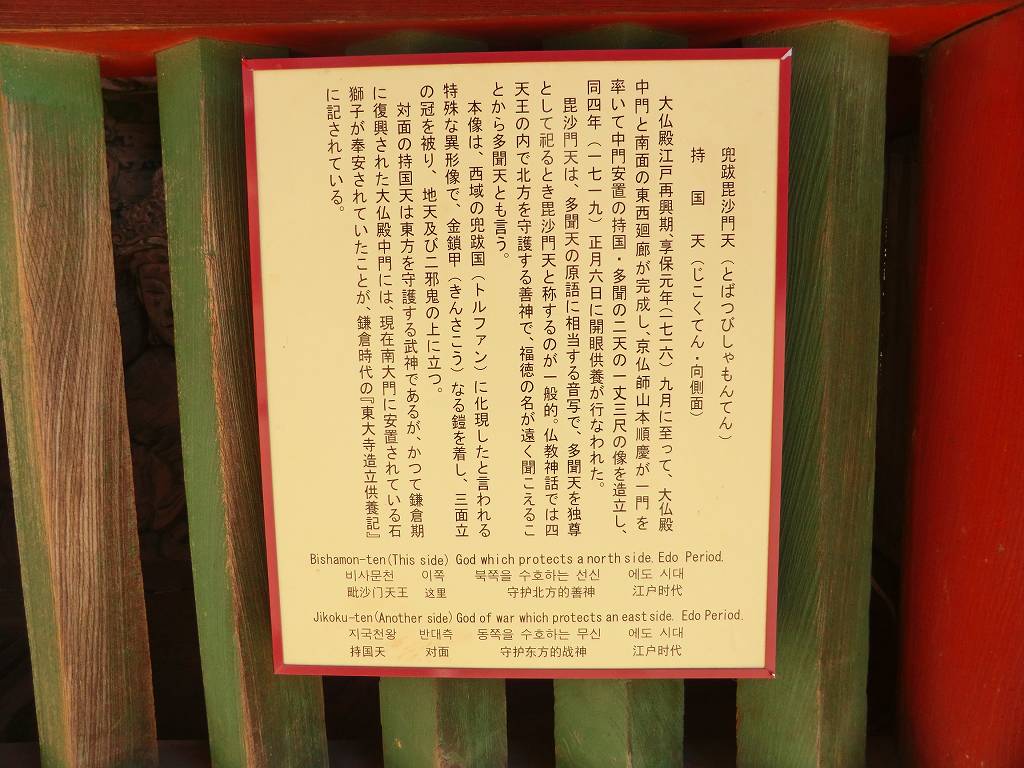 兜跋毘沙門天（とばつびしゃもんてん）
持国天（じこくてん・向側面）
大仏殿江戸再興期、享保元年（一七一六）九月に至って、大仏殿
中門と南面の東西廻廊が完成し、京仏師山本順慶が一門を
率いて中門安置の持国・多聞の二天の一丈三尺の像を造立し、
同四年（一七一九）正月六日に開眼供養が行なわれた。
毘沙門天は、多聞天の原語に相当する音写で、多聞天を独尊
として祀るとき毘沙門天と称するのが一般的。仏教神話では四
天王の内で北方を守護する善神で、福徳の名が遠く聞こえるこ
とから多聞天とも言う。
本像は、西域の兜跋国（トルファン）に化現したと言われる
特殊な異形像で、金鎖甲（きんさこう）なる鎧を着し、三面立
の冠を被り、地天及び二邪鬼の上に立つ。
対面の持国天は東方を守護する武神であるが、かつて鎌倉期
に復興された大仏殿中門には、現在南大門に安置されている石
獅子が奉安されていたことが、鎌倉時代の『東大寺造立供養記』
に記されている。
Bishamon-ten(This side) God which protects a north side. Edo Period.
비사문천 이쪽 북쪽을 수호하는 선신 에도 시대
毗沙门天王 这里 守护北方的善神 江户时代
Jikoku-ten(Another side) God of war which protects an east side. Edo Period.
지국천왕 반대측 동쪽을 수호하는 무신 에도 시대
持国天 对面 守护东方的战神 江户时代